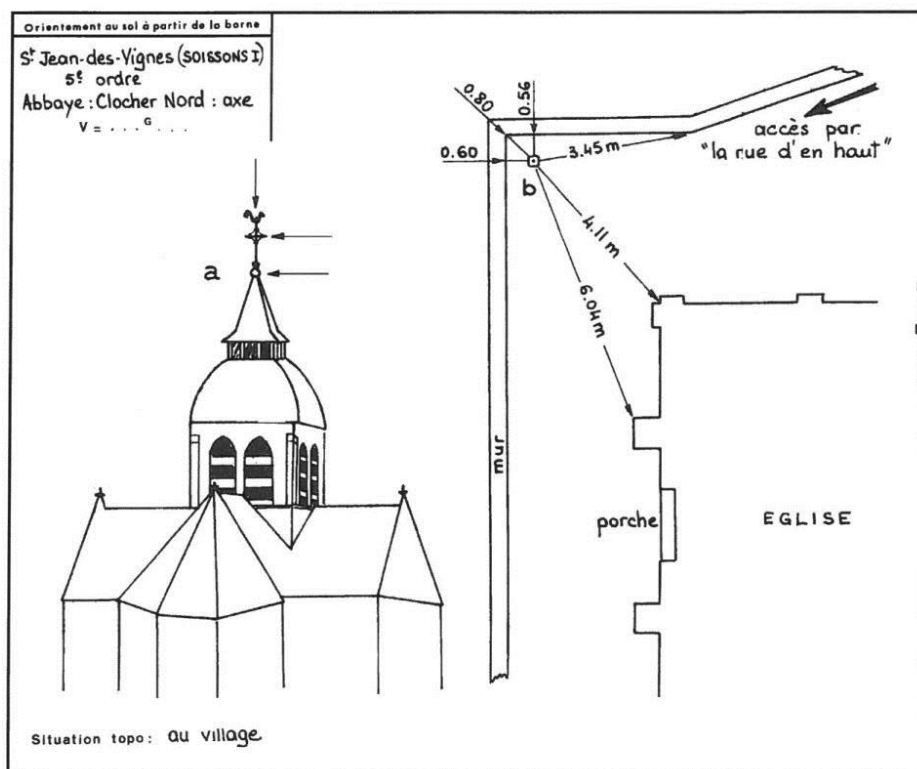 Orientement au sol à partir de la borne
St Jean-des-Vignes (SOISSONS I)
5e ordre
Abbaye : Clocher Nord : axe
V = . . . G . . .
a
0.80
0.56
0.60
3.45 m
b
accès par
"la rue d'en haut"
4.11 m
6.04 m
mur
porche
EGLISE
Situation topo : au village